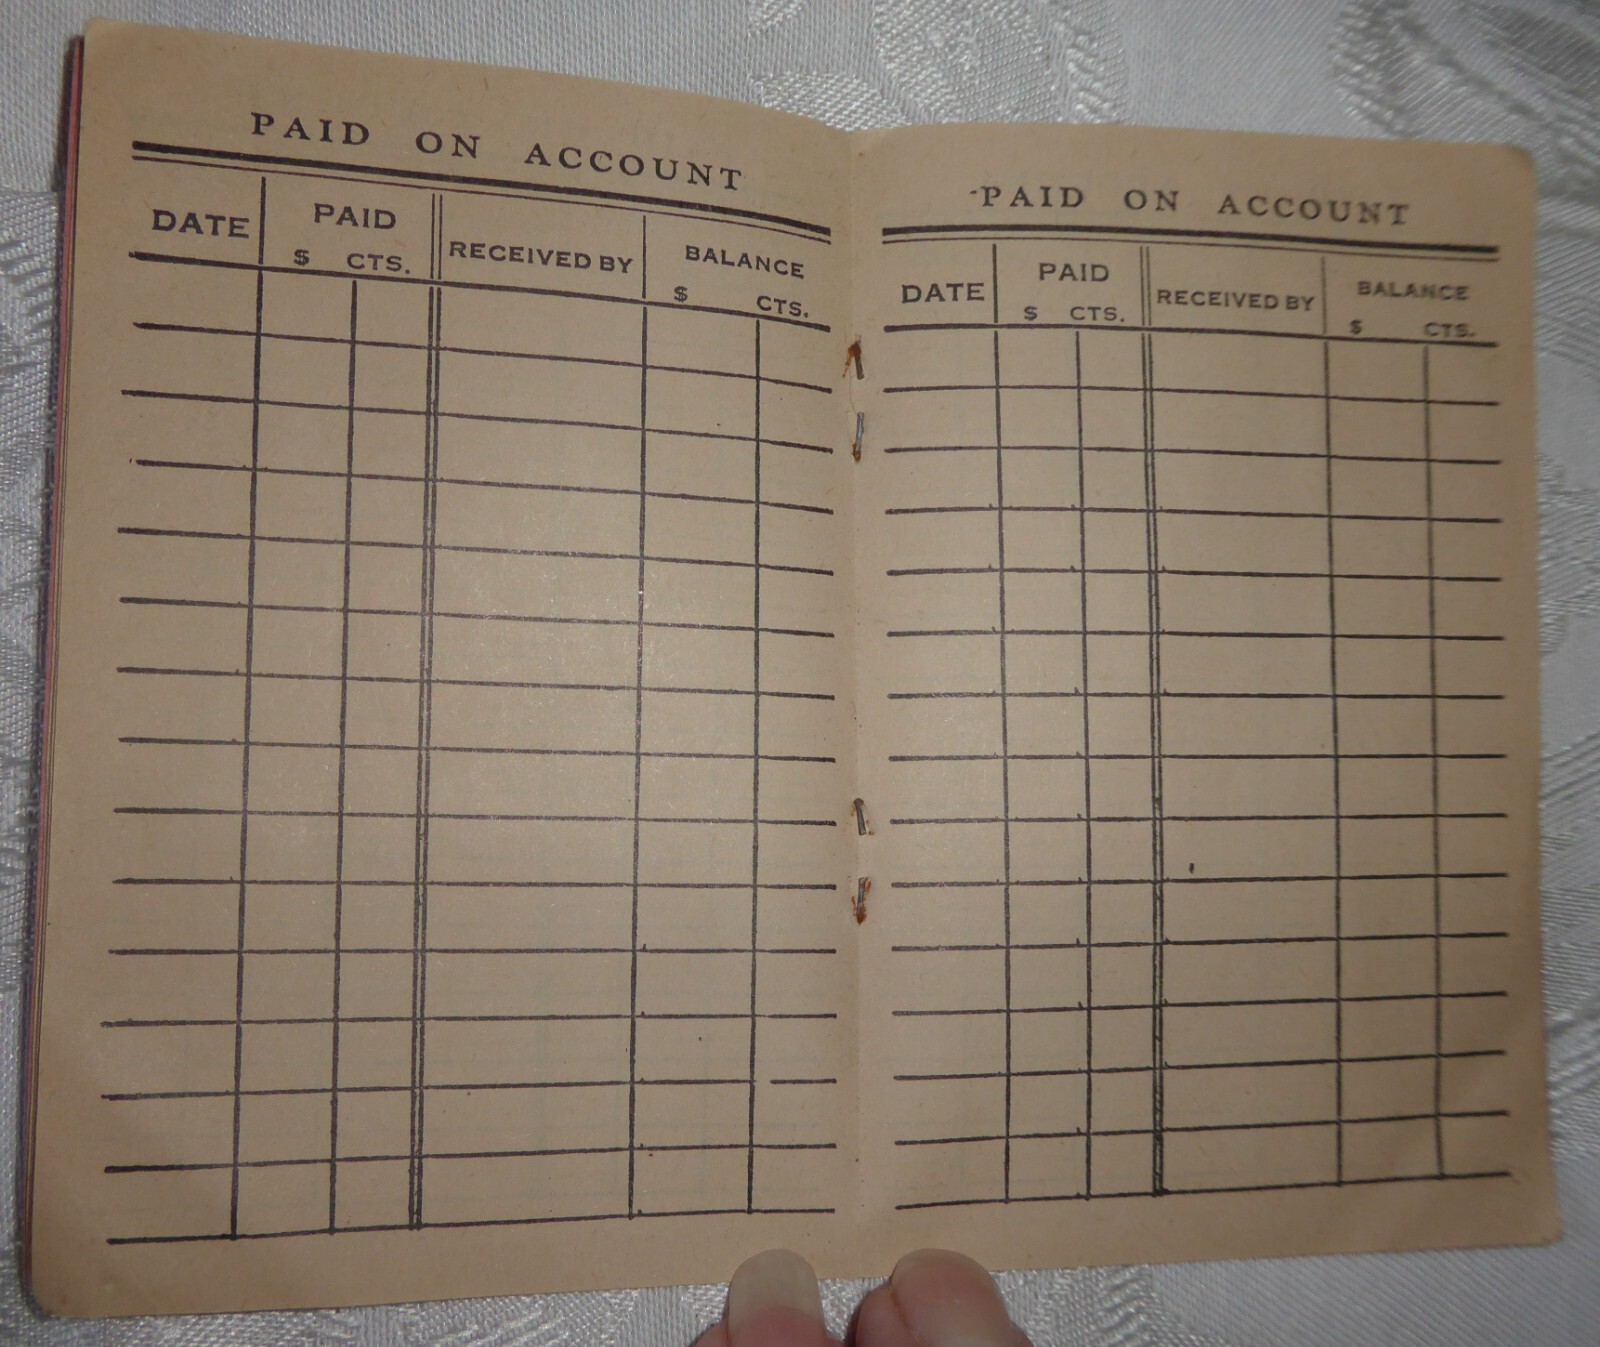 PAID ON ACCOUNT
DATE PAID RECEIVED BY BALANCE
$ CTS. $ CTS.
PAID ON ACCOUNT
DATE PAID RECEIVED BY BALANCE
$ CTS. $ CTS.